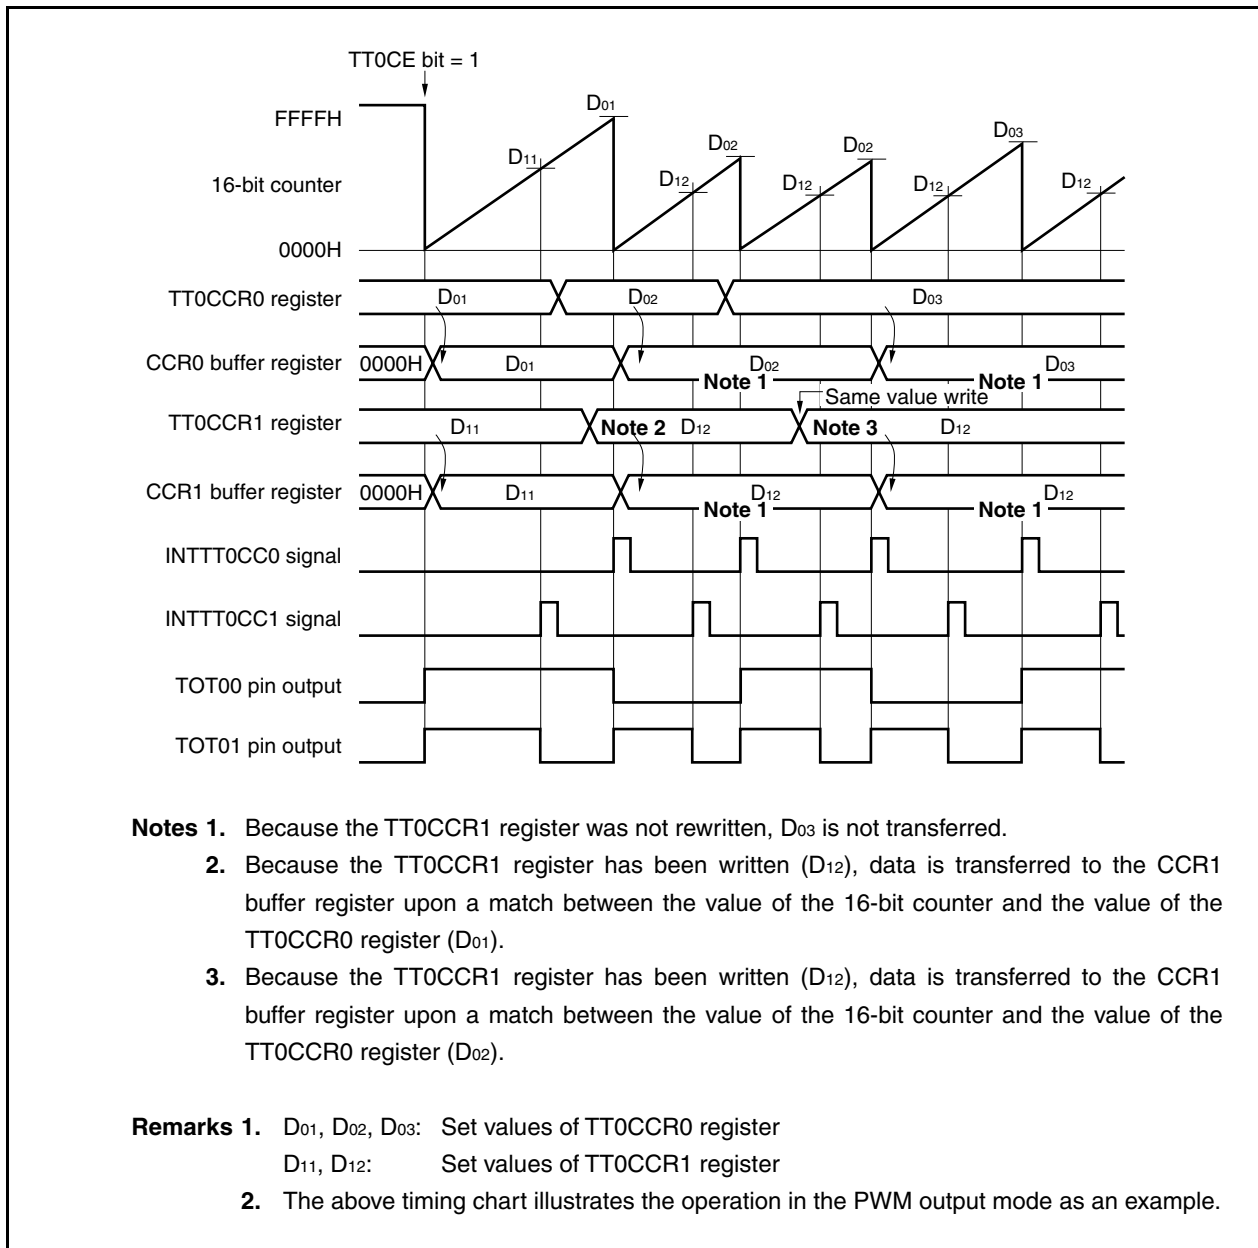 TT0CE bit = 1
FFFFH
D01
D11
D02
D02
D03
16-bit counter
D12
D12
D12
D12
0000H
TT0CCR0 register
D01
D02
D03
CCR0 buffer register
0000H
D01
D02
D03
Note 1
Note 1
Same value write
TT0CCR1 register
D11
Note 2
D12
Note 3
D12
CCR1 buffer register
0000H
D11
D12
D12
Note 1
Note 1
INTTT0CC0 signal
INTTT0CC1 signal
TOT00 pin output
TOT01 pin output
Notes 1. Because the TT0CCR1 register was not rewritten, D03 is not transferred.
2. Because the TT0CCR1 register has been written (D12), data is transferred to the CCR1
buffer register upon a match between the value of the 16-bit counter and the value of the
TT0CCR0 register (D01).
3. Because the TT0CCR1 register has been written (D12), data is transferred to the CCR1
buffer register upon a match between the value of the 16-bit counter and the value of the
TT0CCR0 register (D02).
Remarks 1. D01, D02, D03: Set values of TT0CCR0 register
D11, D12: Set values of TT0CCR1 register
2. The above timing chart illustrates the operation in the PWM output mode as an example.